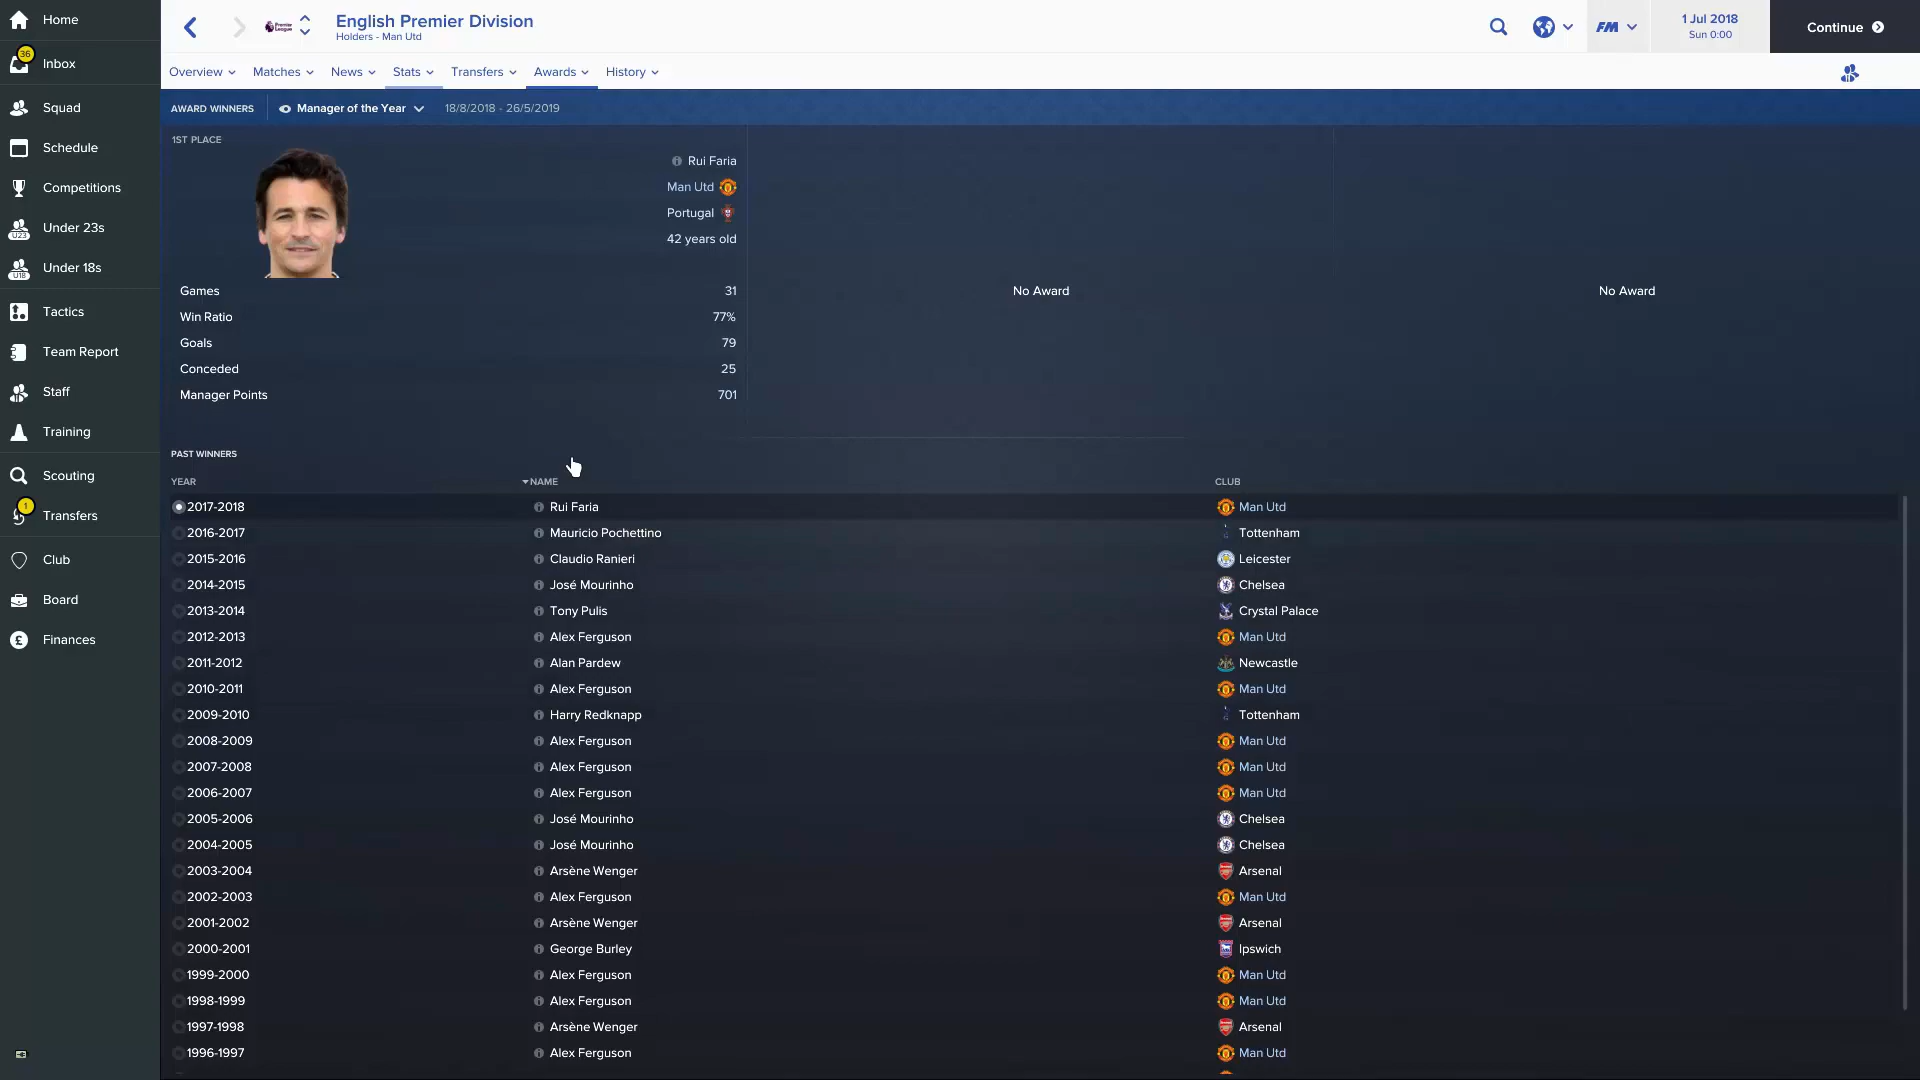 Home
36
Inbox
Squad
Schedule
Competitions
U23
Under 23s
U18
Under 18s
Tactics
Team Report
Staff
Training
Scouting
1
Transfers
Club
Board
£
Finances
Premier League
English Premier Division
Holders - Man Utd
FM
1 Jul 2018
Sun 0:00
Continue
Overview
Matches
News
Stats
Transfers
Awards
History
AWARD WINNERS
Manager of the Year
18/8/2018 - 26/5/2019
1ST PLACE
Rui Faria
Man Utd
Portugal
42 years old
Games 31
Win Ratio 77%
Goals 79
Conceded 25
Manager Points 701
No Award
No Award
PAST WINNERS
YEAR NAME CLUB
2017-2018 Rui Faria Man Utd
2016-2017 Mauricio Pochettino Tottenham
2015-2016 Claudio Ranieri Leicester
2014-2015 José Mourinho Chelsea
2013-2014 Tony Pulis Crystal Palace
2012-2013 Alex Ferguson Man Utd
2011-2012 Alan Pardew Newcastle
2010-2011 Alex Ferguson Man Utd
2009-2010 Harry Redknapp Tottenham
2008-2009 Alex Ferguson Man Utd
2007-2008 Alex Ferguson Man Utd
2006-2007 Alex Ferguson Man Utd
2005-2006 José Mourinho Chelsea
2004-2005 José Mourinho Chelsea
2003-2004 Arsène Wenger Arsenal
2002-2003 Alex Ferguson Man Utd
2001-2002 Arsène Wenger Arsenal
2000-2001 George Burley Ipswich
1999-2000 Alex Ferguson Man Utd
1998-1999 Alex Ferguson Man Utd
1997-1998 Arsène Wenger Arsenal
1996-1997 Alex Ferguson Man Utd